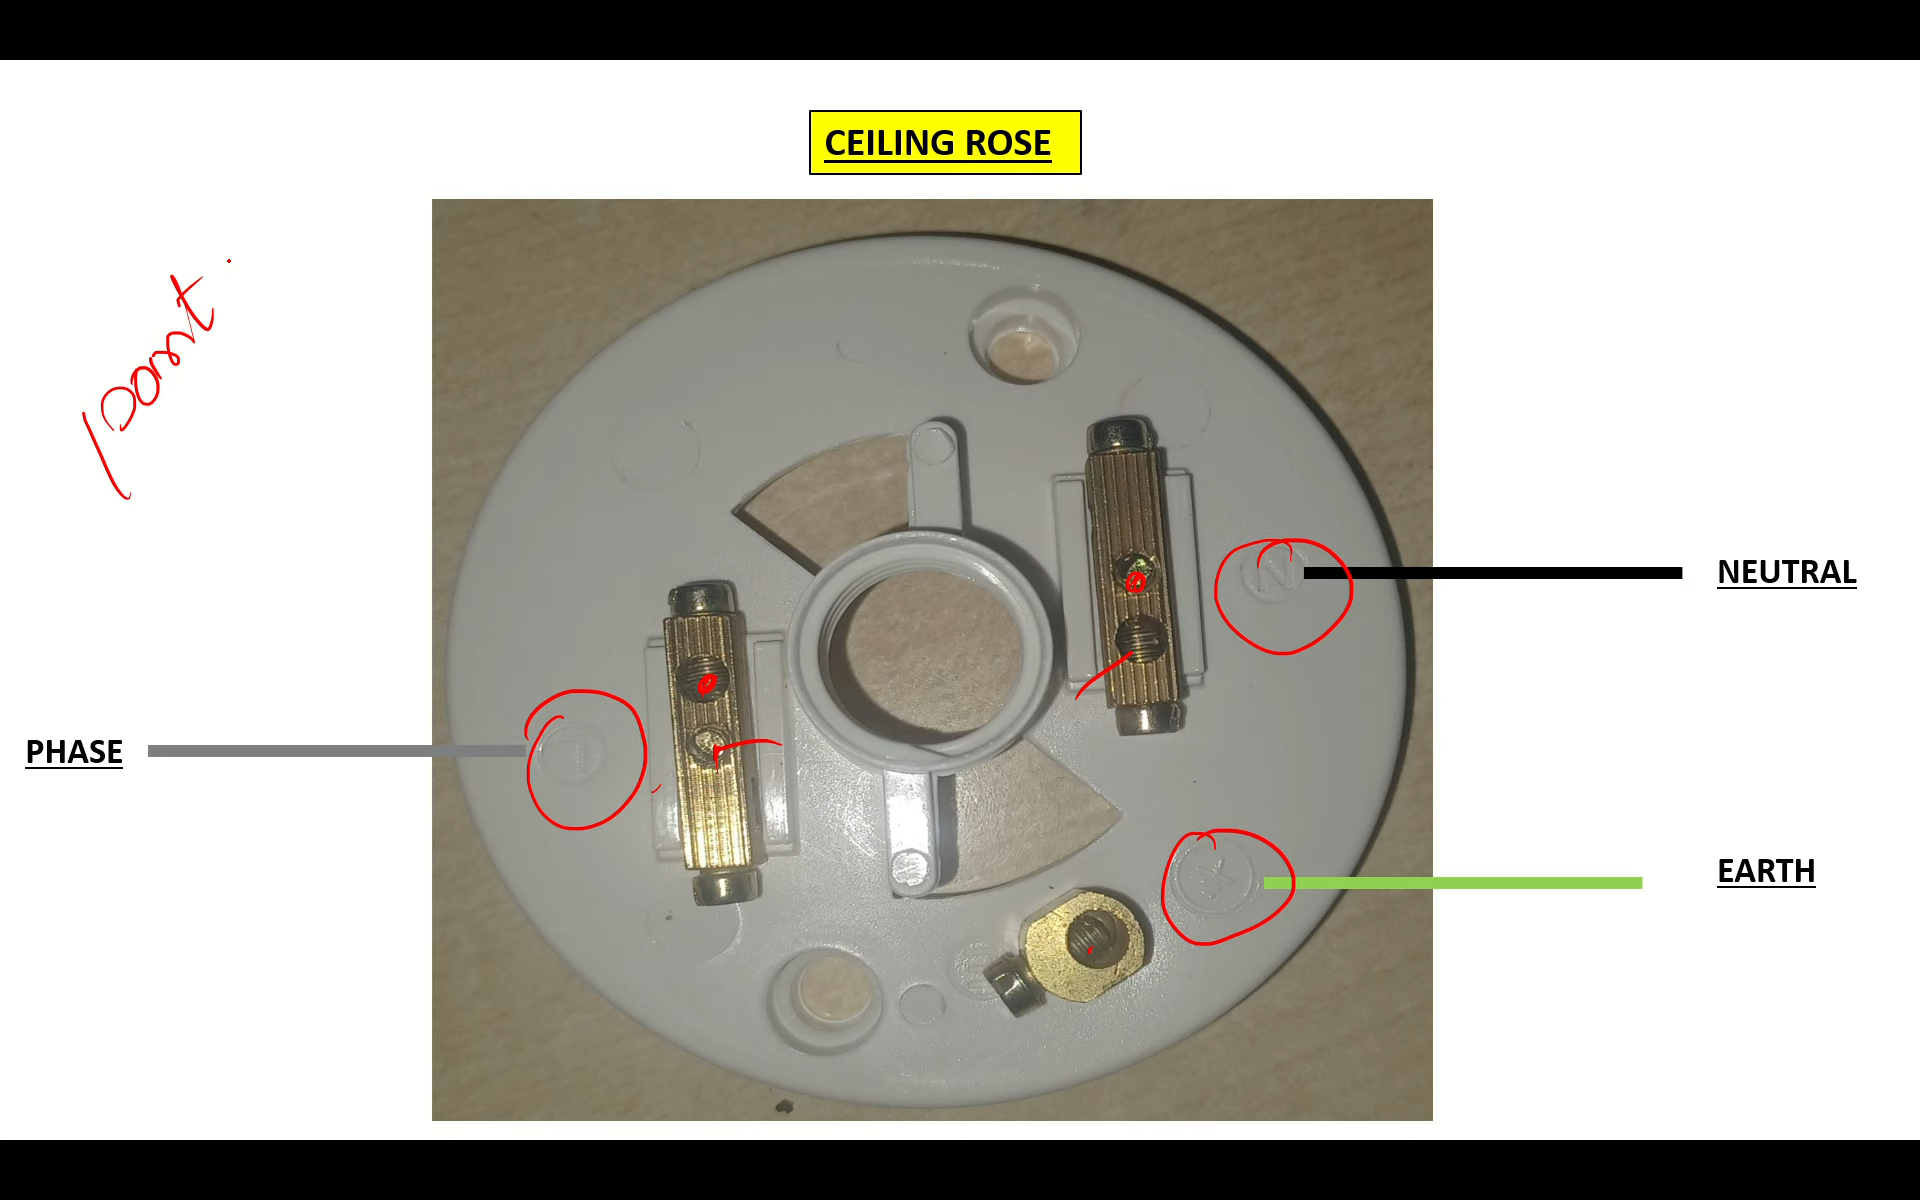 CEILING ROSE
point.
N
NEUTRAL
PHASE
L
EARTH